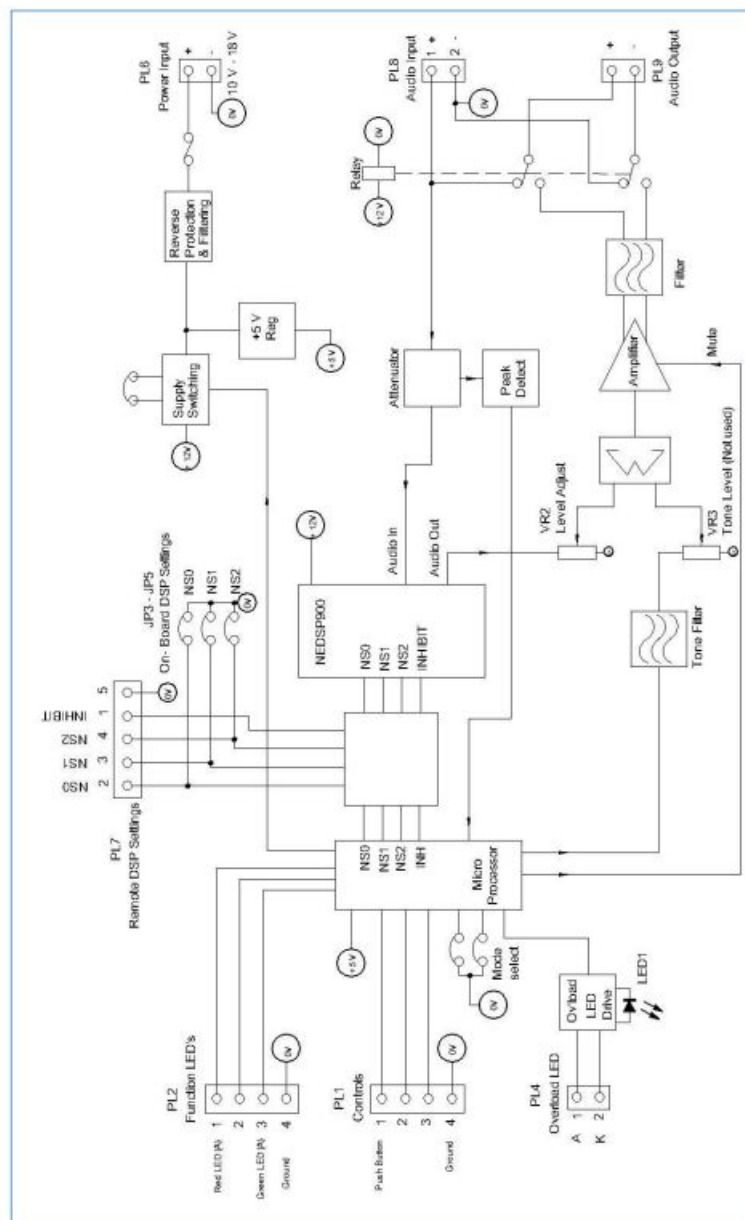 PL6
Power Input
+
-
10 V - 18 V
0V
Reverse
Protection
& Filtering
+5 V
Reg
+5V
Supply
Switching
+ 12V
PL8
Audio Input
1 +
2 -
0V
PL9
Audio Output
+
-
Relay
0V
+12V
Attenuator
Peak
Detect
Filter
Amplifier
Mute
VR2
Level Adjust
VR3
Tone Level (Not used)
Tone Filter
JP3 - JP5
On- Board DSP Settings
NS0
NS1
NS2
0V
+ 12V
NEDSP900
Audio In
Audio Out
NS0
NS1
NS2
INHIBIT
PL7
Remote DSP Settings
NS0
NS1
NS2
INHIBIT
2
3
4
1
5
0V
NS0
NS1
NS2
INH
Micro
Processor
+5V
Mode
select
0V
PL2
Function LED's
Red LED (A)
1
2
Green LED (A)
3
Ground
4
0V
PL1
Controls
Push Button
1
2
3
Ground
4
0V
PL4
Overload LED
A
1
K
2
Ov'load
LED
Drive
LED1